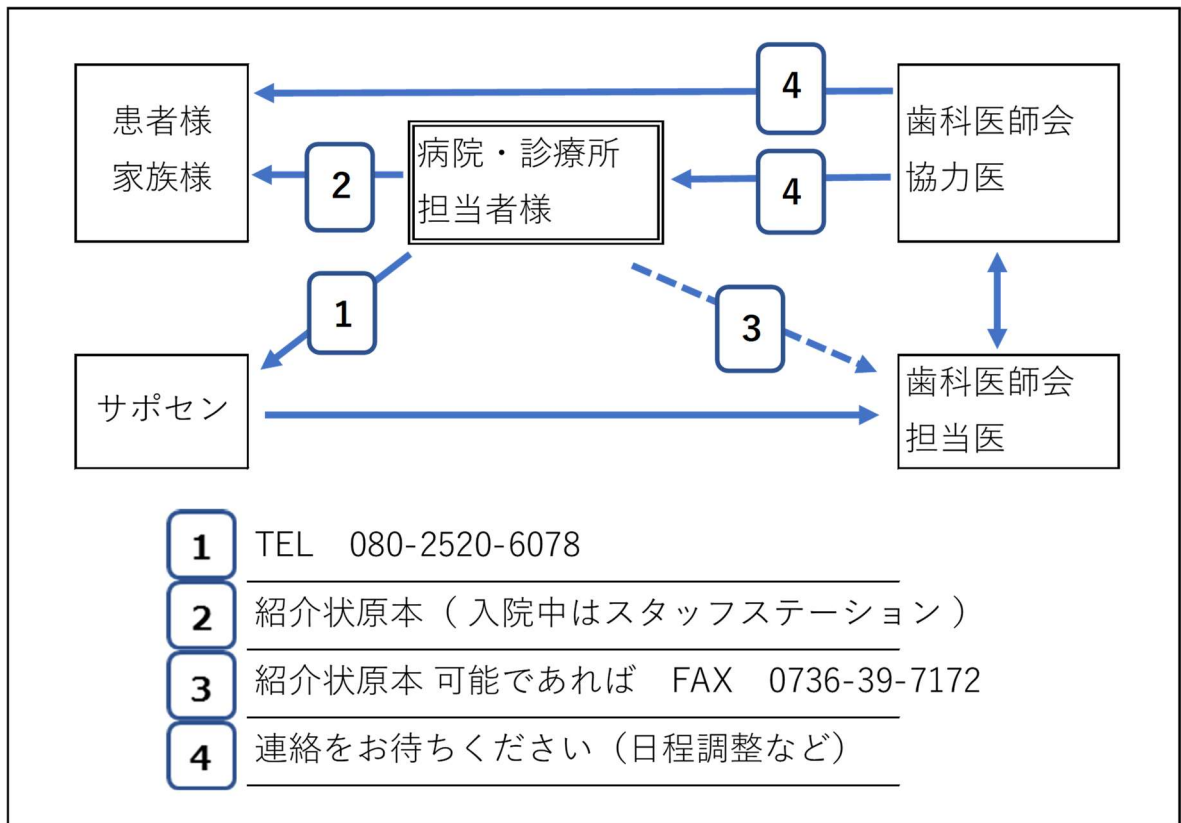 患者様
家族様
病院・診療所
担当者様
歯科医師会
協力医
4
4
2
1
3
サポセン
歯科医師会
担当医
1 TEL 080-2520-6078
2 紹介状原本（ 入院中はスタッフステーション ）
3 紹介状原本 可能であれば FAX 0736-39-7172
4 連絡をお待ちください（日程調整など）